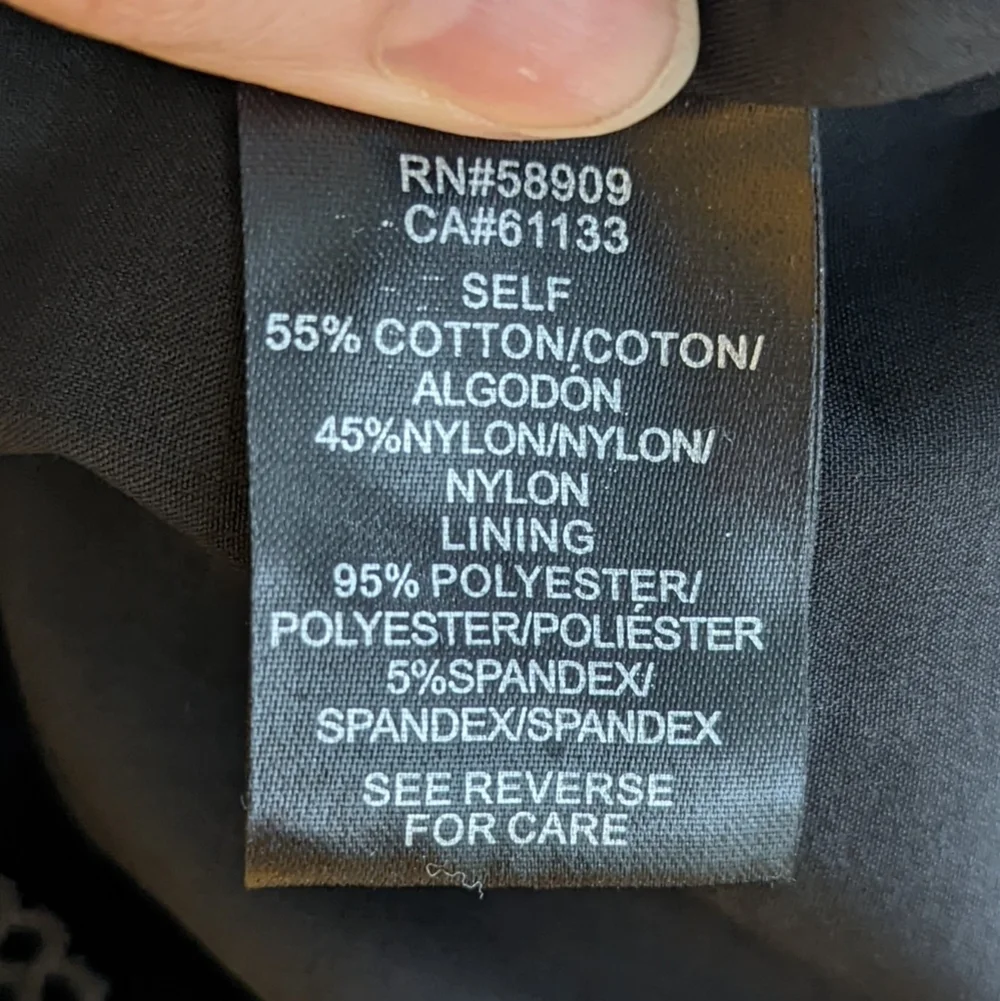 RN#58909
CA#61133
SELF
55% COTTON/COTON/
ALGODÓN
45%NYLON/NYLON/
NYLON
LINING
95% POLYESTER/
POLYESTER/POLIÉSTER
5%SPANDEX/
SPANDEX/SPANDEX
SEE REVERSE
FOR CARE